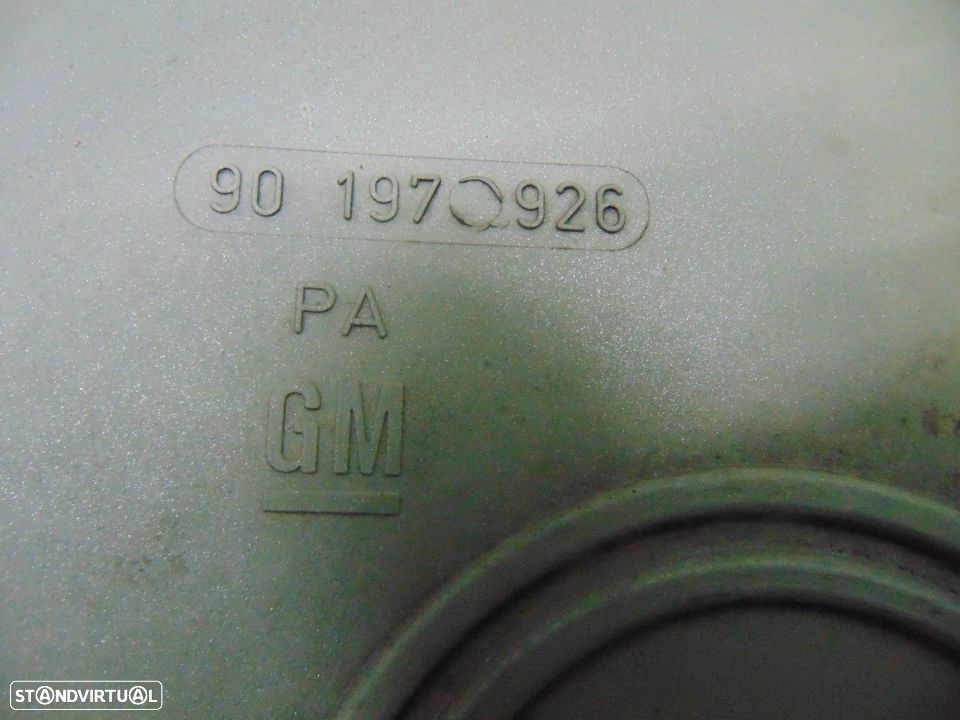 90 197 926
PA
GM
STANDVIRTUAL